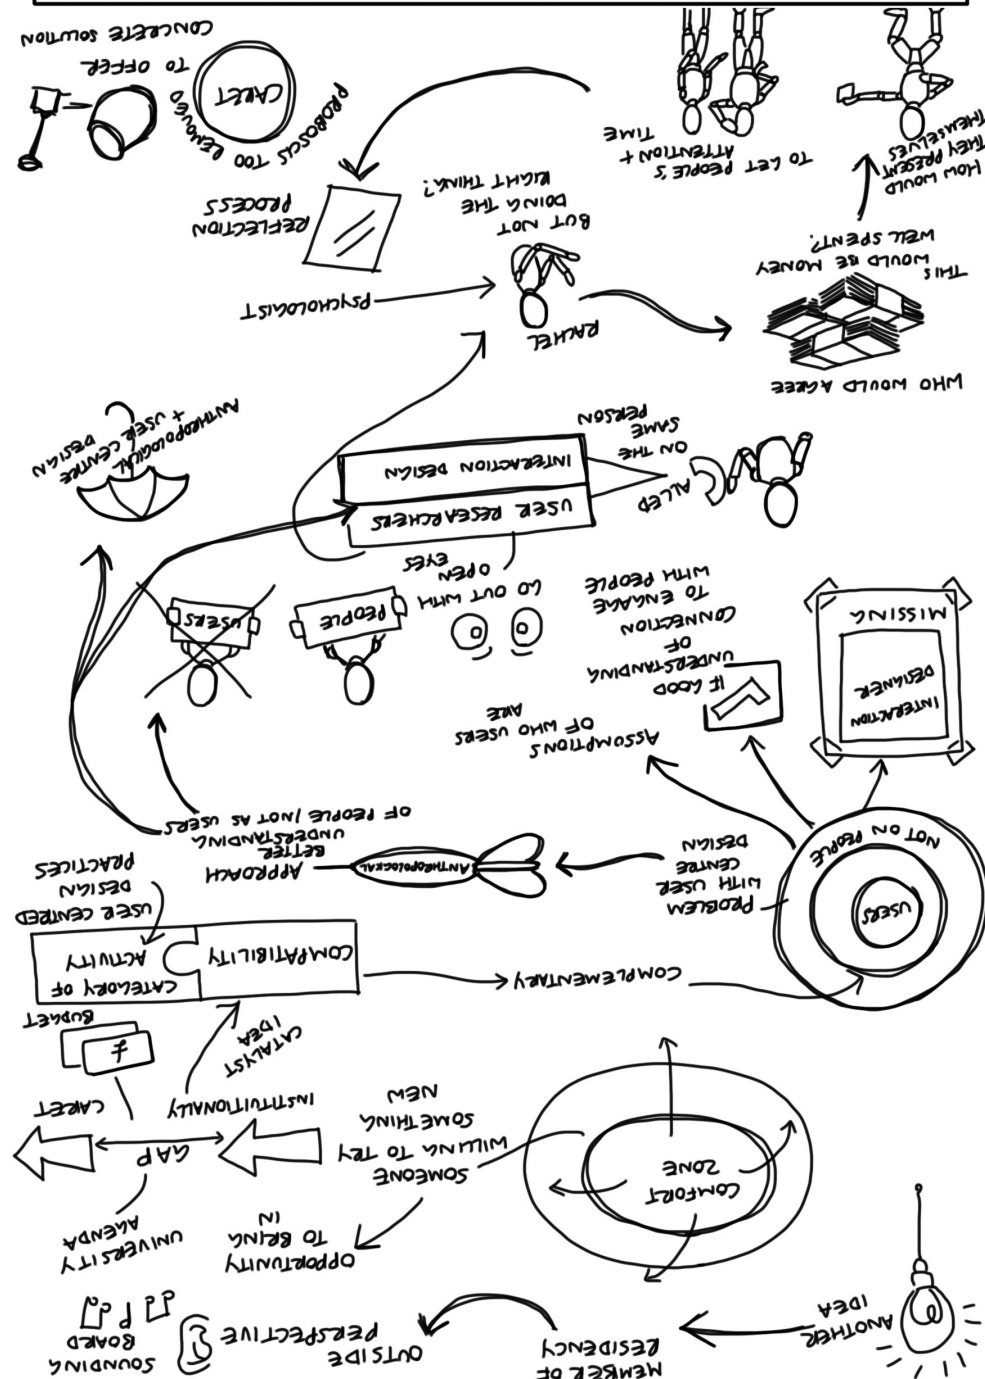 ANOTHER
IDEA
MEMBER OF
RESIDENCY
OUTSIDE
PERSPECTIVE
SOUNDING
BOARD
COMFORT
ZONE
SOMEONE
WILLING TO TRY
SOMETHING
NEW
OPPORTUNITY
TO BRING
IN
UNIVERSITY
AGENDA
GAP
INSTITUTIONALLY
CARET
£
BUDGET
CATALYST
IDEA
COMPATIBILITY
CATEGORY OF
ACTIVITY
USER CENTRED
DESIGN
PRACTICES
COMPLEMENTARY
USERS
NOT ON PEOPLE
PROBLEM
WITH USER
CENTRE
DESIGN
ANTHROPOLOGICAL
APPROACH
BETTER
UNDERSTANDING
OF PEOPLE / NOT AS USERS
MISSING
INTERACTION
DESIGNER
IF GOOD
UNDERSTANDING
OF
CONNECTION
TO ENGAGE
WITH PEOPLE
ASSUMPTIONS
OF WHO USERS
ARE
PEOPLE
USERS
GO OUT WITH
OPEN
EYES
USER RESEARCHERS
INTERACTION DESIGN
ALLED
ON THE
SAME
PERSON
ANTHROPOLOGICAL
+ USER CENTRE
DESIGN
WHO WOULD AGREE
THIS
WOULD BE MONEY
WELL SPENT?
RACHEL
PSYCHOLOGIST
BUT NOT
DOING THE
RIGHT THING?
REFLECTION
PROCESS
HOW WOULD
THEY PRESENT
THEMSELVES
TO GET PEOPLE'S
ATTENTION +
TIME
PROBOSCIS TOO REMOVED
CARET
TO OFFER
CONCRETE SOLUTION